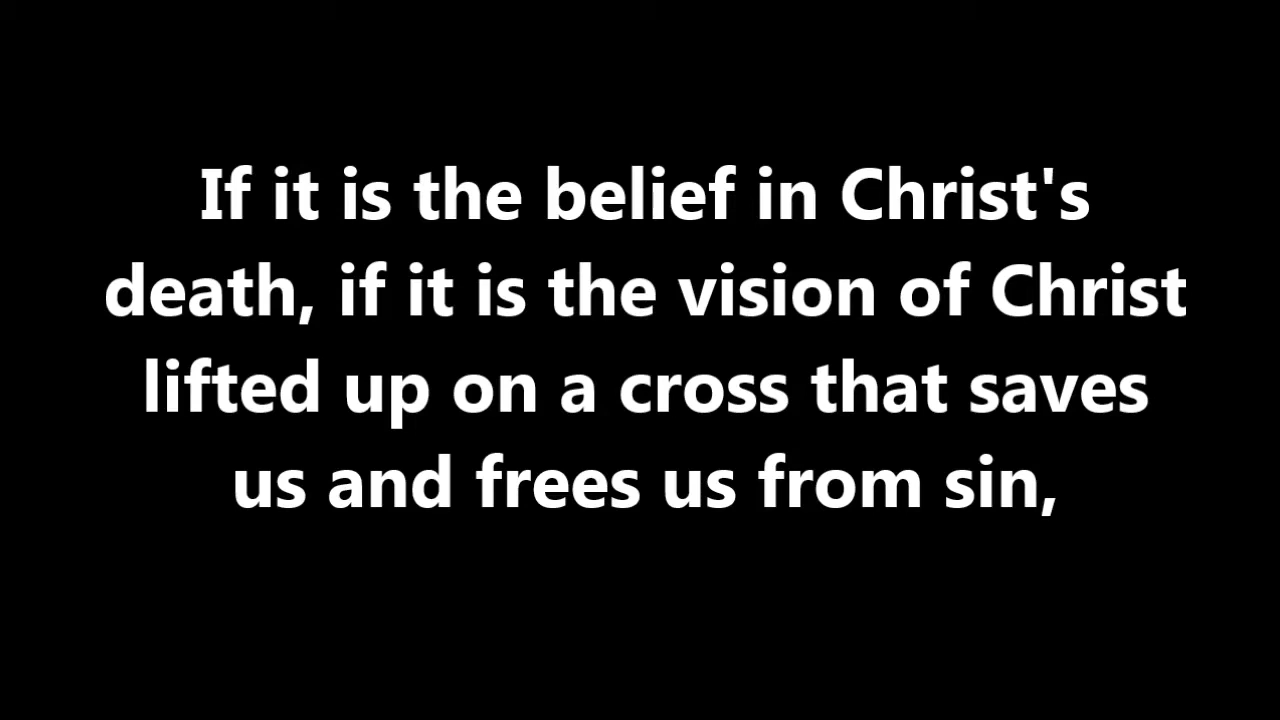 If it is the belief in Christ's
death, if it is the vision of Christ
lifted up on a cross that saves
us and frees us from sin,